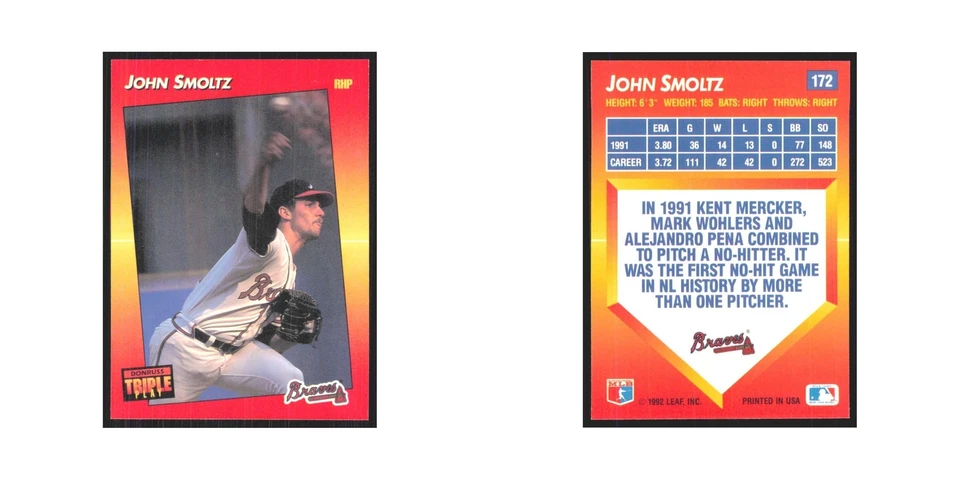 JOHN SMOLTZ
RHP
Braves
DONRUSS
TRIPLE
PLAY
Braves
JOHN SMOLTZ 172
HEIGHT: 6'3" WEIGHT: 185 BATS: RIGHT THROWS: RIGHT
ERA G W L S BB SO
1991 3.80 36 14 13 0 77 148
CAREER 3.72 111 42 42 0 272 523
IN 1991 KENT MERCKER,
MARK WOHLERS AND
ALEJANDRO PENA COMBINED
TO PITCH A NO-HITTER. IT
WAS THE FIRST NO-HIT GAME
IN NL HISTORY BY MORE
THAN ONE PITCHER.
Braves
MLB
© 1992 LEAF, INC. PRINTED IN USA